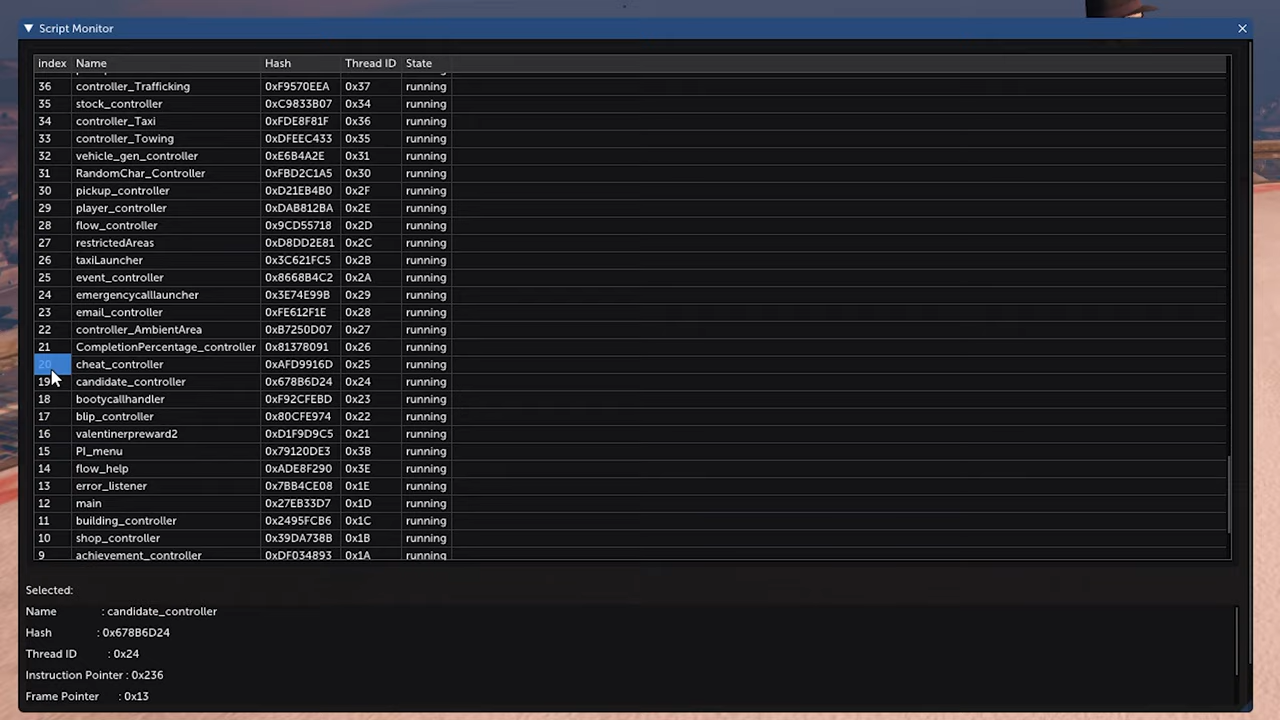 Script Monitor
index Name Hash Thread ID State
36 controller_Trafficking 0xF9570EEA 0x37 running
35 stock_controller 0xC9833B07 0x34 running
34 controller_Taxi 0xFDE8F81F 0x36 running
33 controller_Towing 0xDFEEC433 0x35 running
32 vehicle_gen_controller 0xE6B4A2E 0x31 running
31 RandomChar_Controller 0xFBD2C1A5 0x30 running
30 pickup_controller 0xD21EB4B0 0x2F running
29 player_controller 0xDAB812BA 0x2E running
28 flow_controller 0x9CD55718 0x2D running
27 restrictedAreas 0xD8DD2E81 0x2C running
26 taxiLauncher 0x3C621FC5 0x2B running
25 event_controller 0x8668B4C2 0x2A running
24 emergencycalllauncher 0x3E74E99B 0x29 running
23 email_controller 0xFE612F1E 0x28 running
22 controller_AmbientArea 0xB7250D07 0x27 running
21 CompletionPercentage_controller 0x81378091 0x26 running
20 cheat_controller 0xAFD9916D 0x25 running
19 candidate_controller 0x678B6D24 0x24 running
18 bootycallhandler 0xF92CFEBD 0x23 running
17 blip_controller 0x80CFE974 0x22 running
16 valentinerpreward2 0xD1F9D9C5 0x21 running
15 PI_menu 0x79120DE3 0x3B running
14 flow_help 0xADE8F290 0x3E running
13 error_listener 0x7BB4CE08 0x1E running
12 main 0x27EB33D7 0x1D running
11 building_controller 0x2495FCB6 0x1C running
10 shop_controller 0x39DA738B 0x1B running
9 achievement_controller 0xDF034893 0x1A running
Selected:
Name : candidate_controller
Hash : 0x678B6D24
Thread ID : 0x24
Instruction Pointer : 0x236
Frame Pointer : 0x13